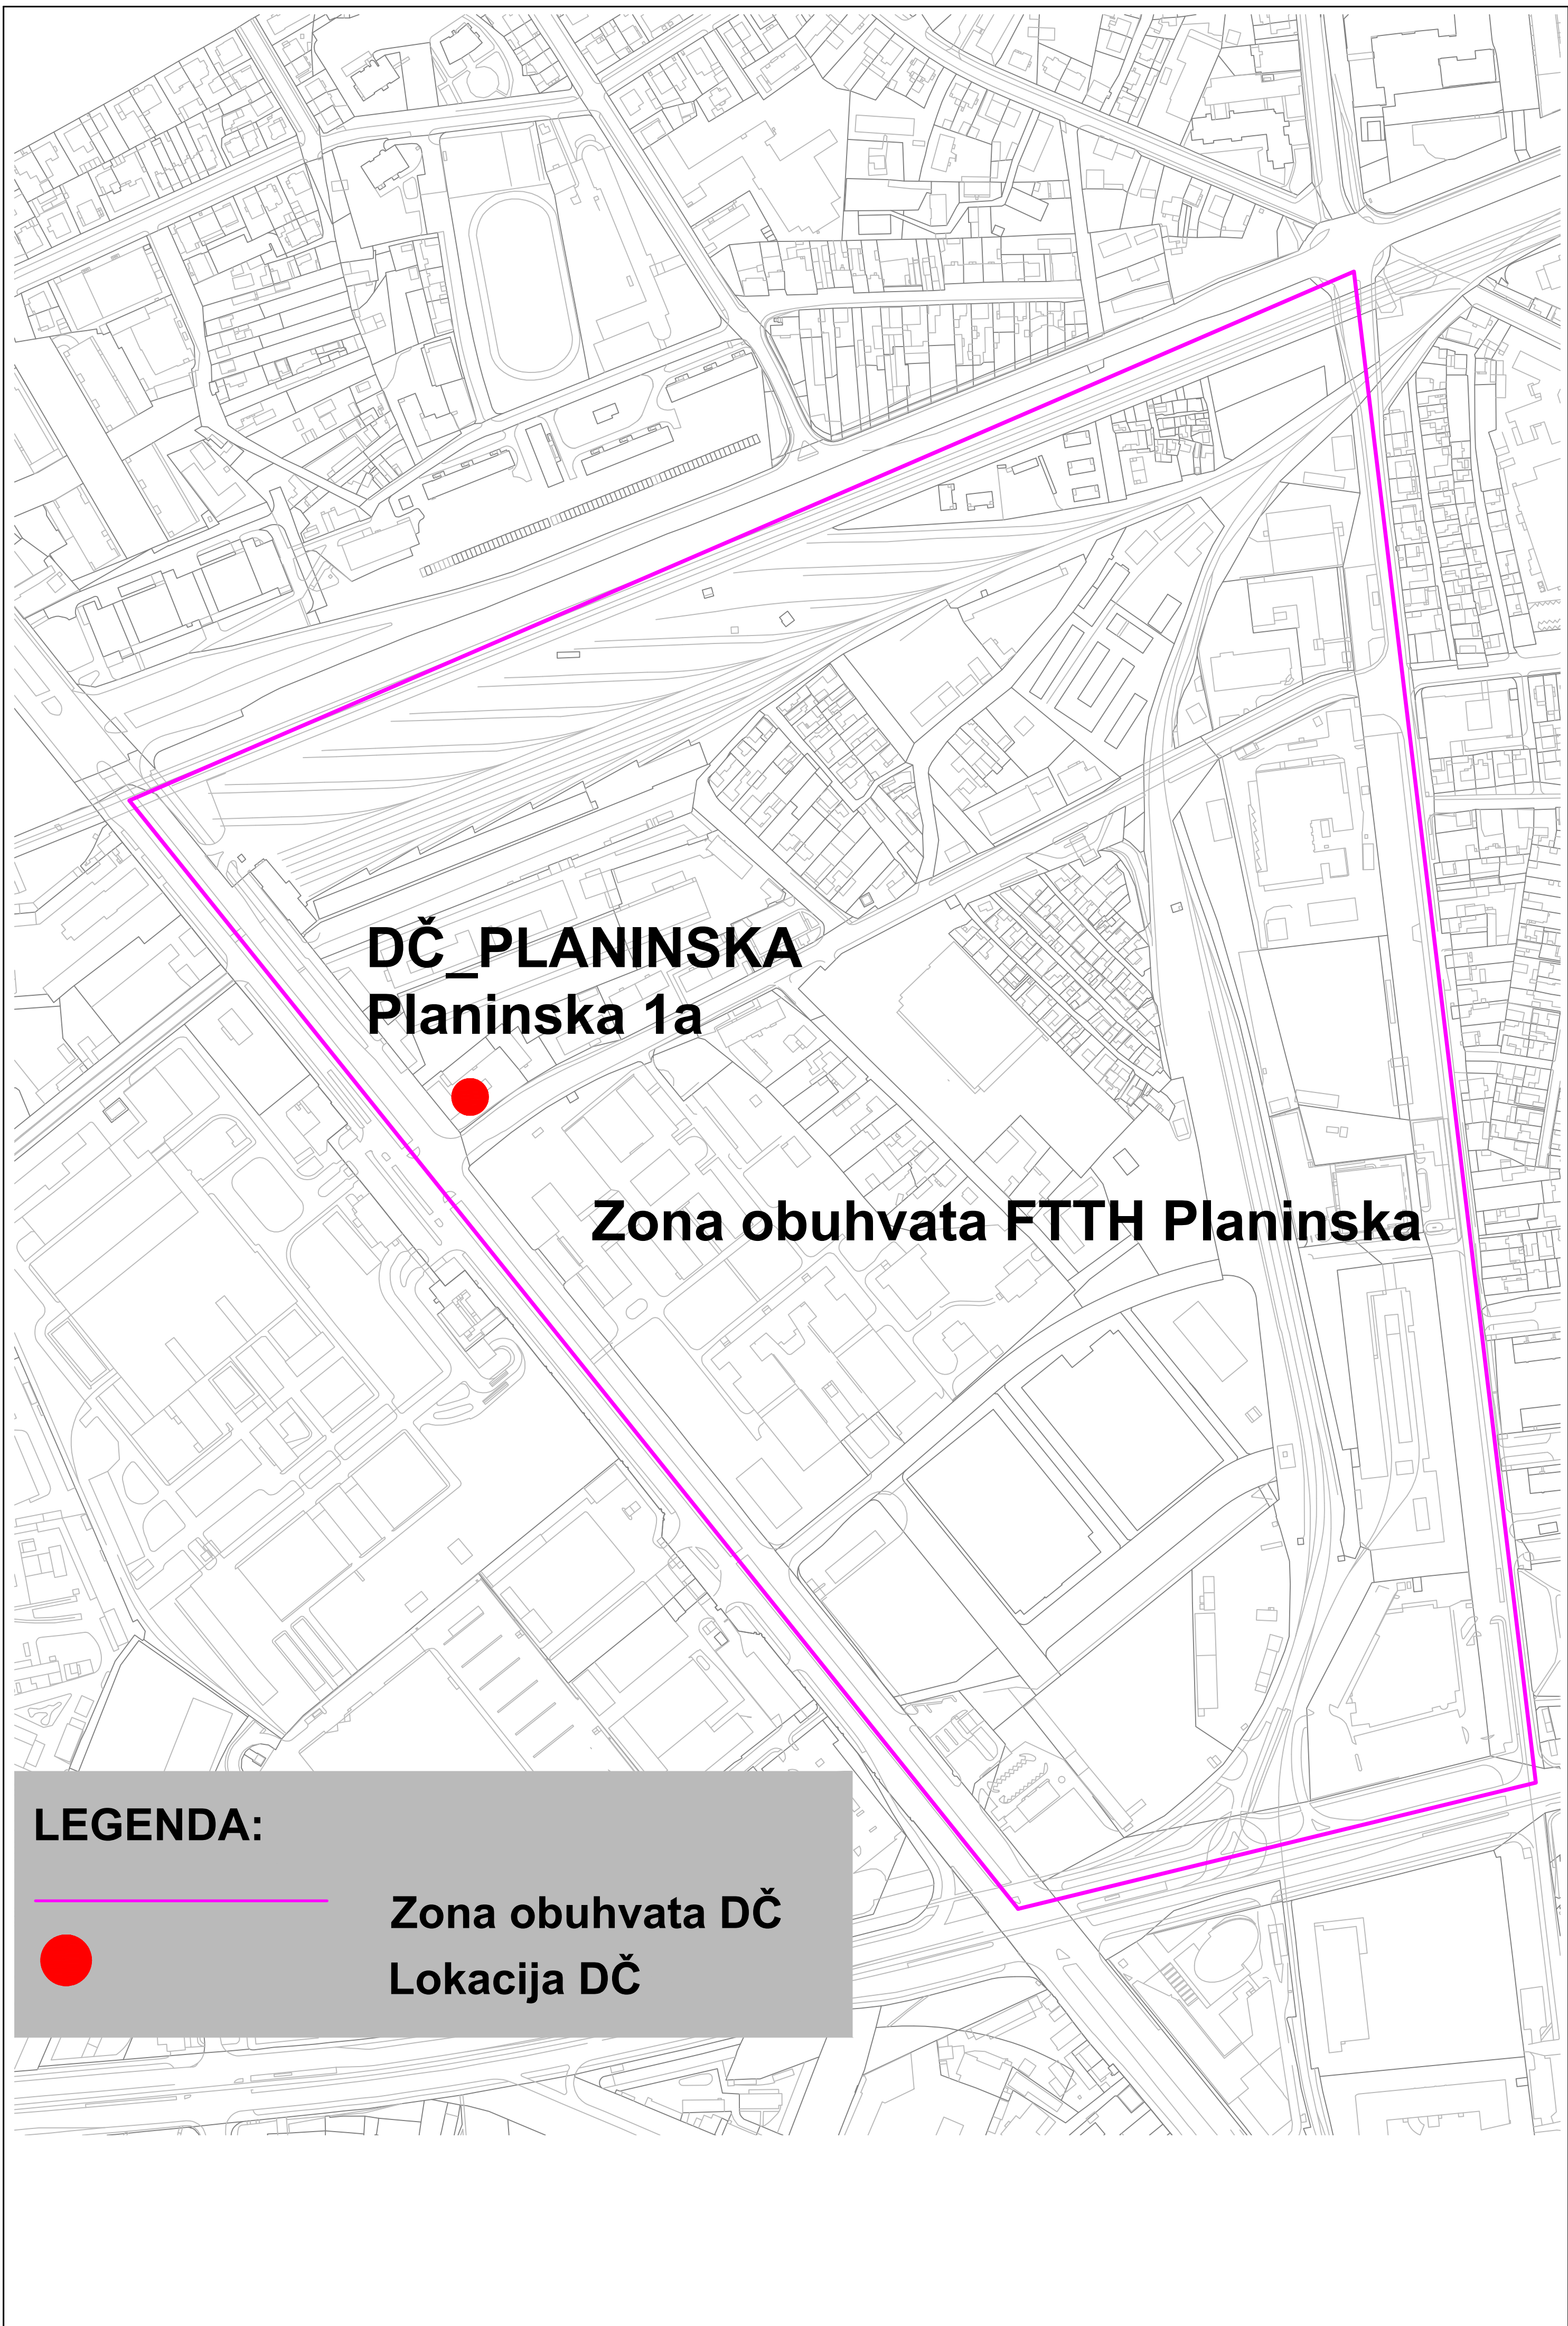 DČ_PLANINSKA
Planinska 1a
Zona obuhvata FTTH Planinska
LEGENDA:
Zona obuhvata DČ
Lokacija DČ